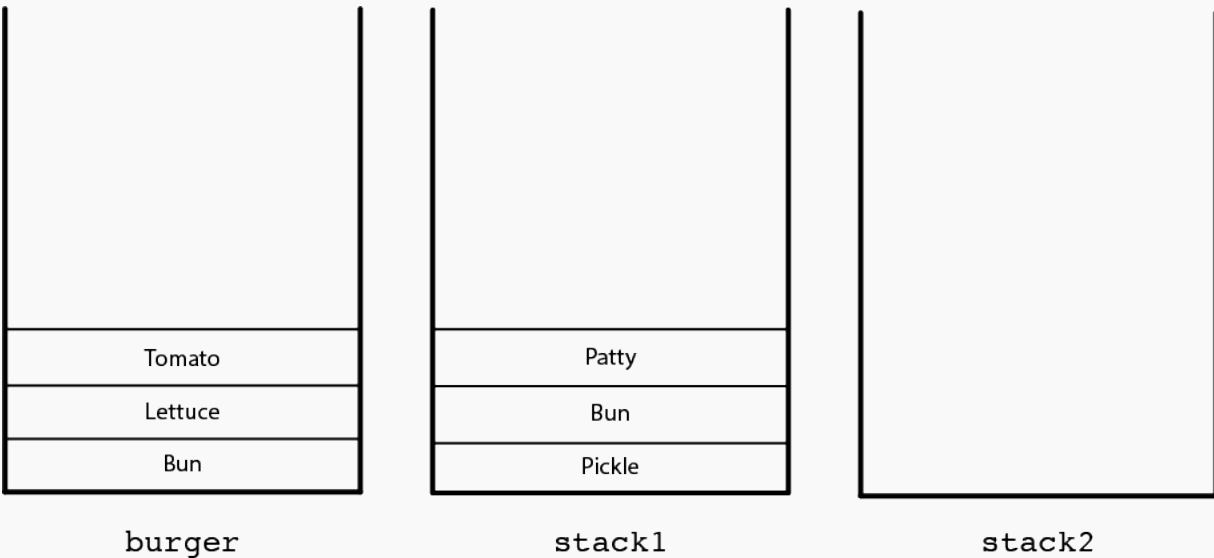 Tomato
Lettuce
Bun
burger
Patty
Bun
Pickle
stack1
stack2